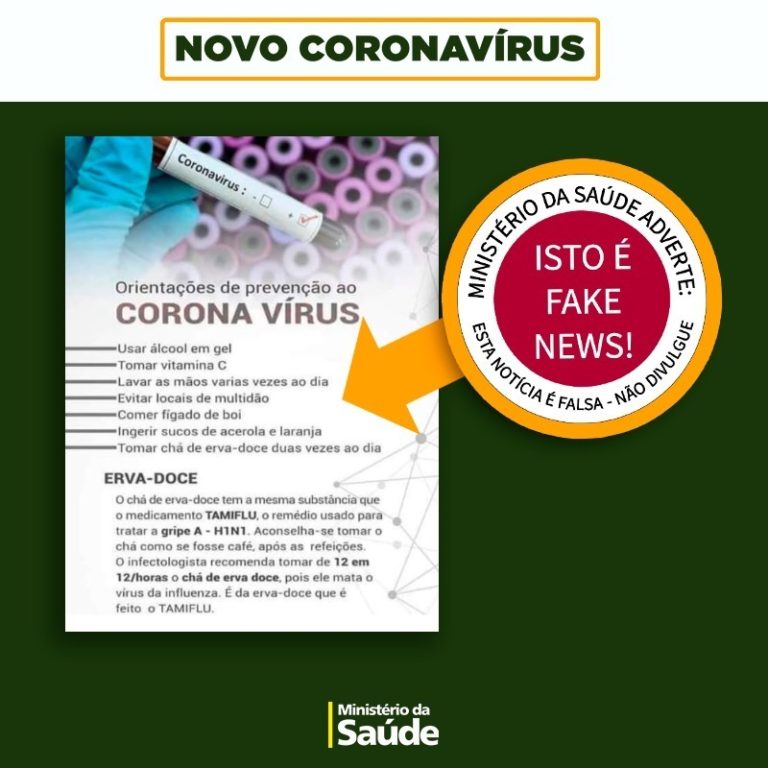 NOVO CORONAVÍRUS
Coronavirus :
-
+
Orientações de prevenção ao
CORONA VÍRUS
Usar álcool em gel
Tomar vitamina C
Lavar as mãos varias vezes ao dia
Evitar locais de multidão
Comer fígado de boi
Ingerir sucos de acerola e laranja
Tomar chá de erva-doce duas vezes ao dia
ERVA-DOCE
O chá de erva-doce tem a mesma substância que
o medicamento TAMIFLU, o remédio usado para
tratar a gripe A - H1N1. Aconselha-se tomar o
chá como se fosse café, após as refeições.
O infectologista recomenda tomar de 12 em
12/horas o chá de erva doce, pois ele mata o
vírus da influenza. É da erva-doce que é
feito o TAMIFLU.
MINISTÉRIO DA SAÚDE ADVERTE:
ISTO É
FAKE
NEWS!
ESTA NOTÍCIA É FALSA - NÃO DIVULGUE
Ministério da
Saúde